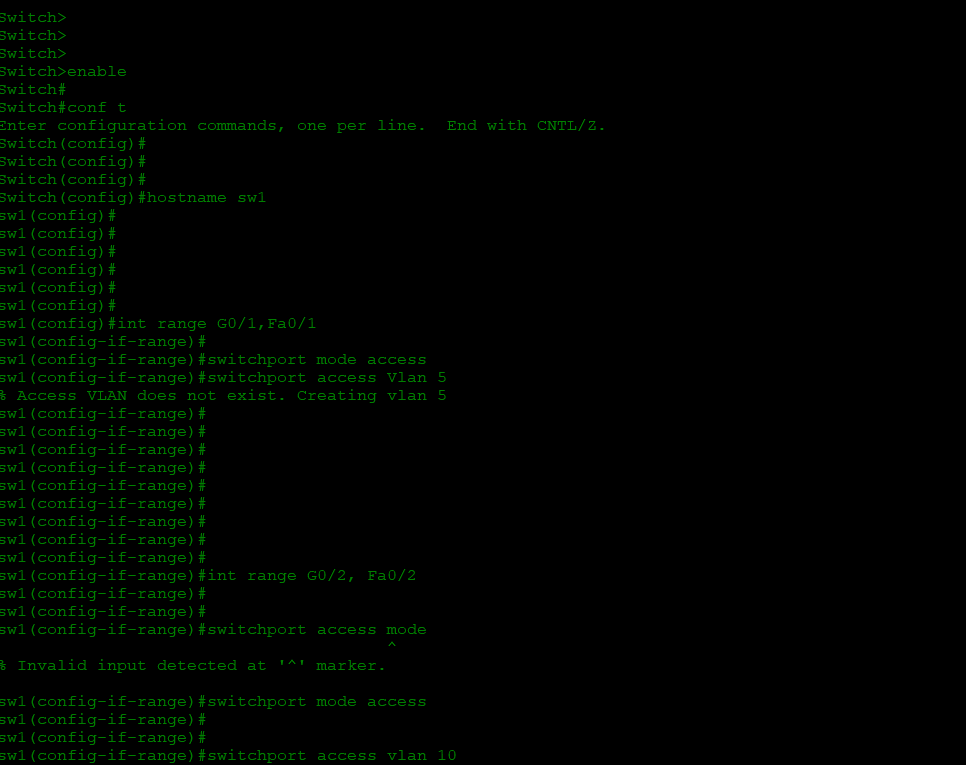 Switch>
Switch>
Switch>
Switch>enable
Switch#
Switch#conf t
Enter configuration commands, one per line.  End with CNTL/Z.
Switch(config)#
Switch(config)#
Switch(config)#
Switch(config)#hostname sw1
sw1(config)#
sw1(config)#
sw1(config)#
sw1(config)#
sw1(config)#
sw1(config)#
sw1(config)#int range G0/1,Fa0/1
sw1(config-if-range)#
sw1(config-if-range)#switchport mode access
sw1(config-if-range)#switchport access Vlan 5
% Access VLAN does not exist. Creating vlan 5
sw1(config-if-range)#
sw1(config-if-range)#
sw1(config-if-range)#
sw1(config-if-range)#
sw1(config-if-range)#
sw1(config-if-range)#
sw1(config-if-range)#
sw1(config-if-range)#
sw1(config-if-range)#
sw1(config-if-range)#int range G0/2, Fa0/2
sw1(config-if-range)#
sw1(config-if-range)#
sw1(config-if-range)#switchport access mode
                                       ^
% Invalid input detected at '^' marker.

sw1(config-if-range)#switchport mode access
sw1(config-if-range)#
sw1(config-if-range)#
sw1(config-if-range)#switchport access vlan 10